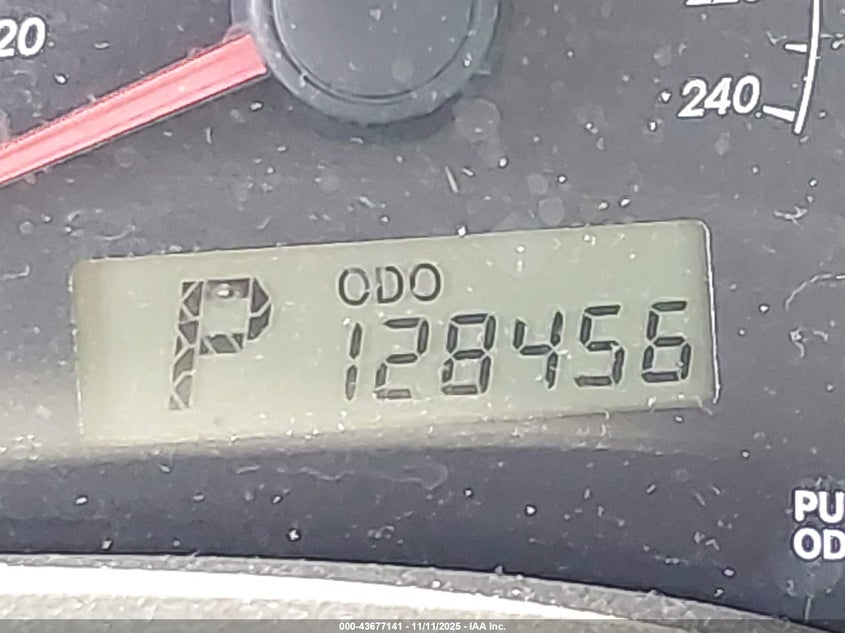 20
240
P
ODO
128456
PU
OD
000-43677141 - 11/11/2025 - IAA Inc.